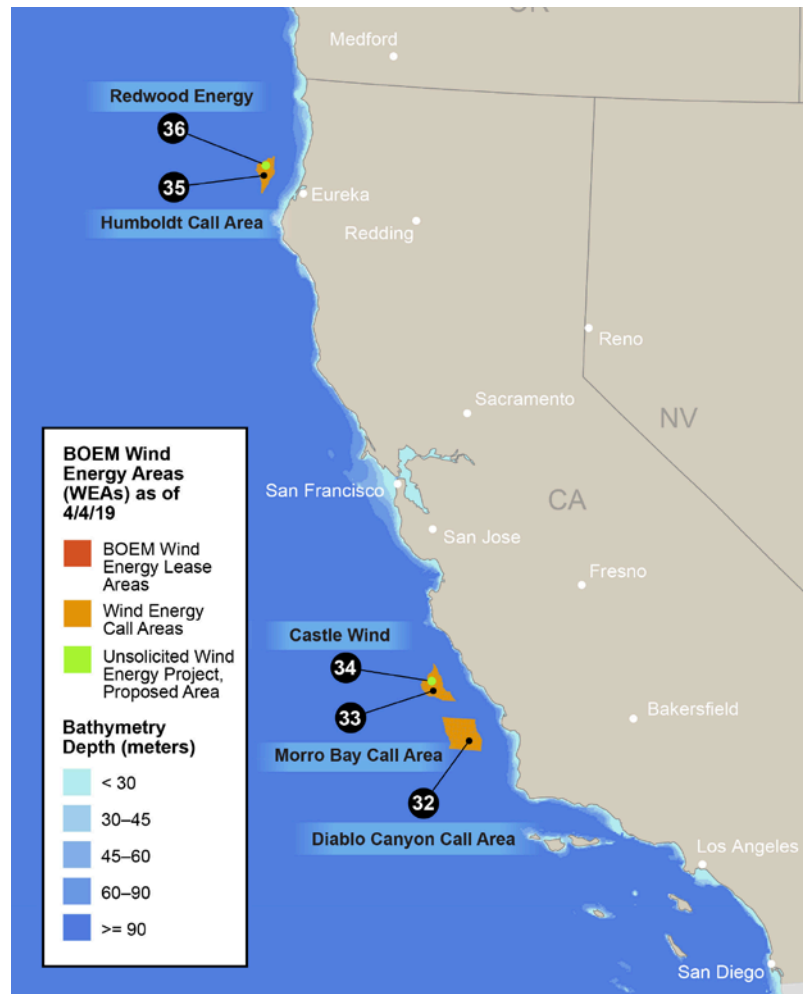 OR
Medford
Redwood Energy
36
35
Humboldt Call Area
Eureka
Redding
Reno
Sacramento
NV
San Francisco
CA
San Jose
Fresno
Castle Wind
34
33
Morro Bay Call Area
Bakersfield
32
Diablo Canyon Call Area
Los Angeles
San Diego
BOEM Wind
Energy Areas
(WEAs) as of
4/4/19
BOEM Wind
Energy Lease
Areas
Wind Energy
Call Areas
Unsolicited Wind
Energy Project,
Proposed Area
Bathymetry
Depth (meters)
< 30
30–45
45–60
60–90
>= 90